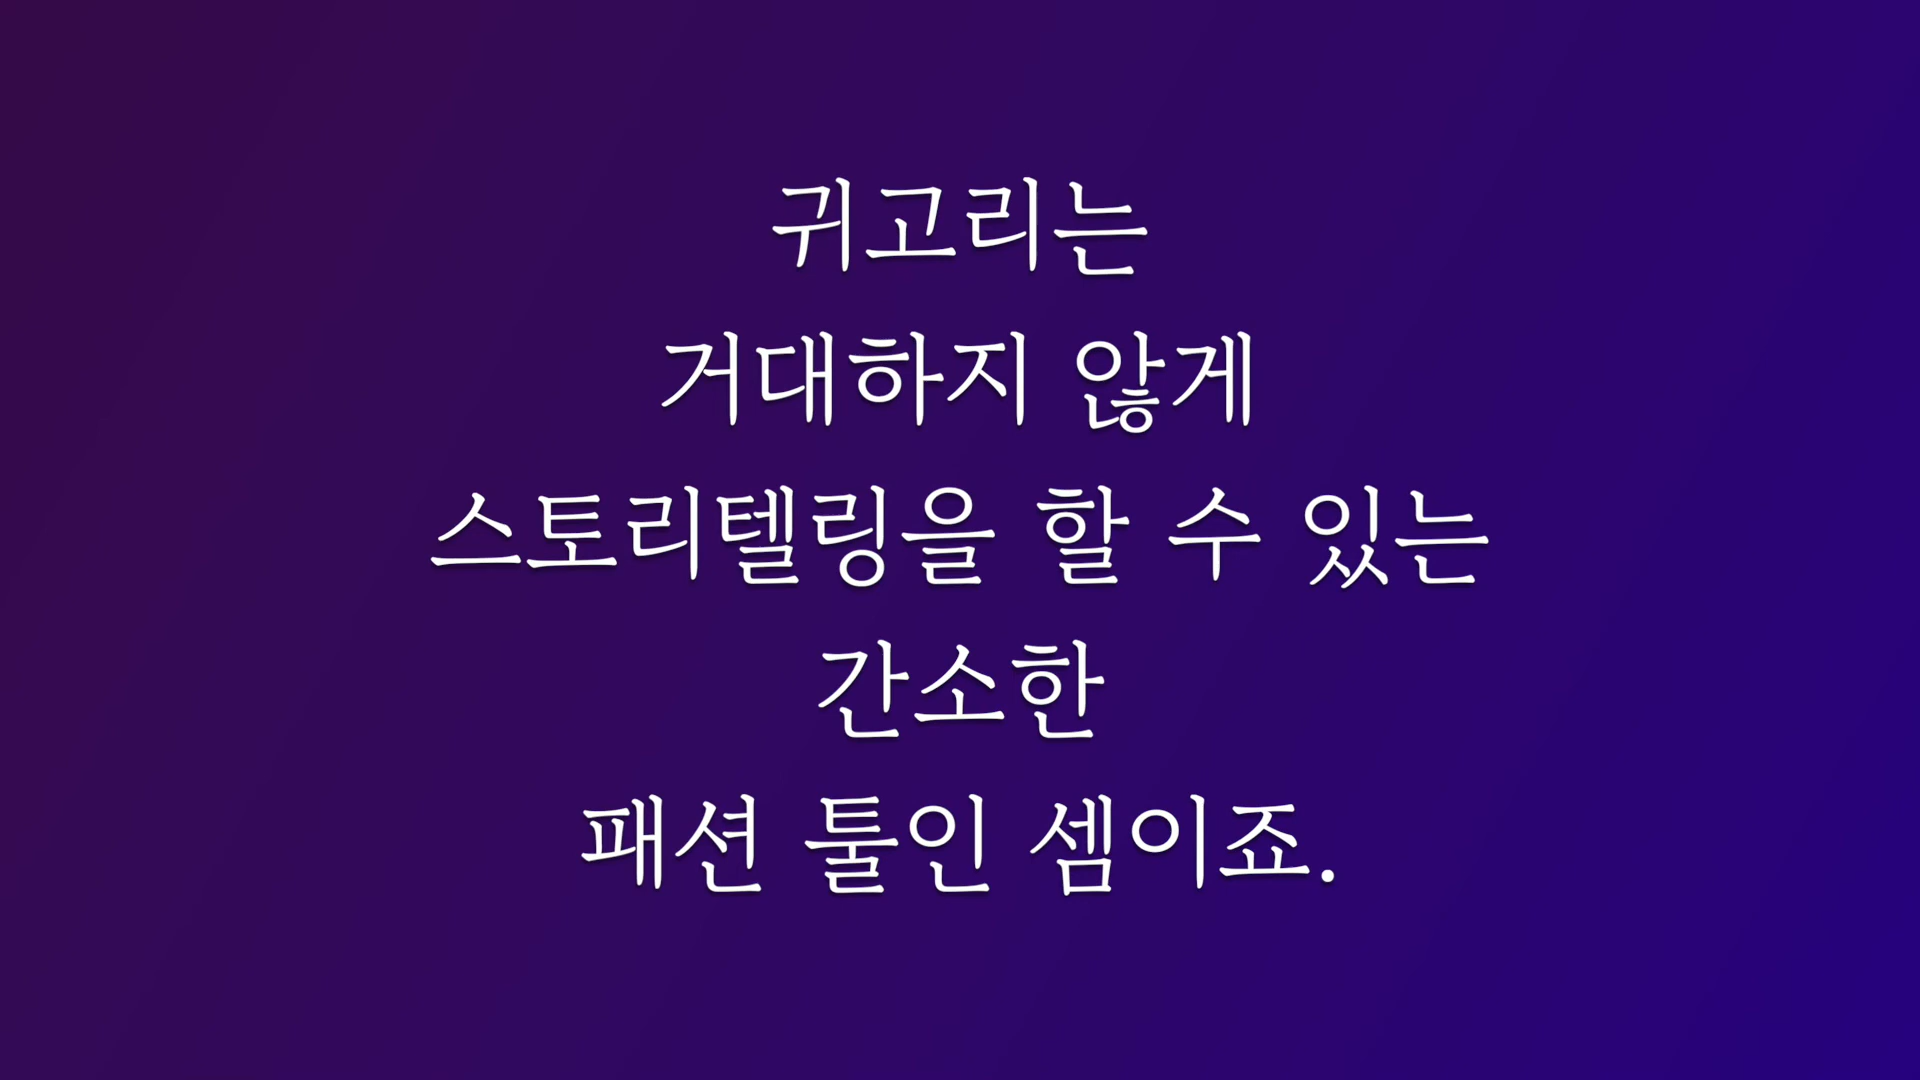 귀고리는
거대하지 않게
스토리텔링을 할 수 있는
간소한
패션 툴인 셈이죠.